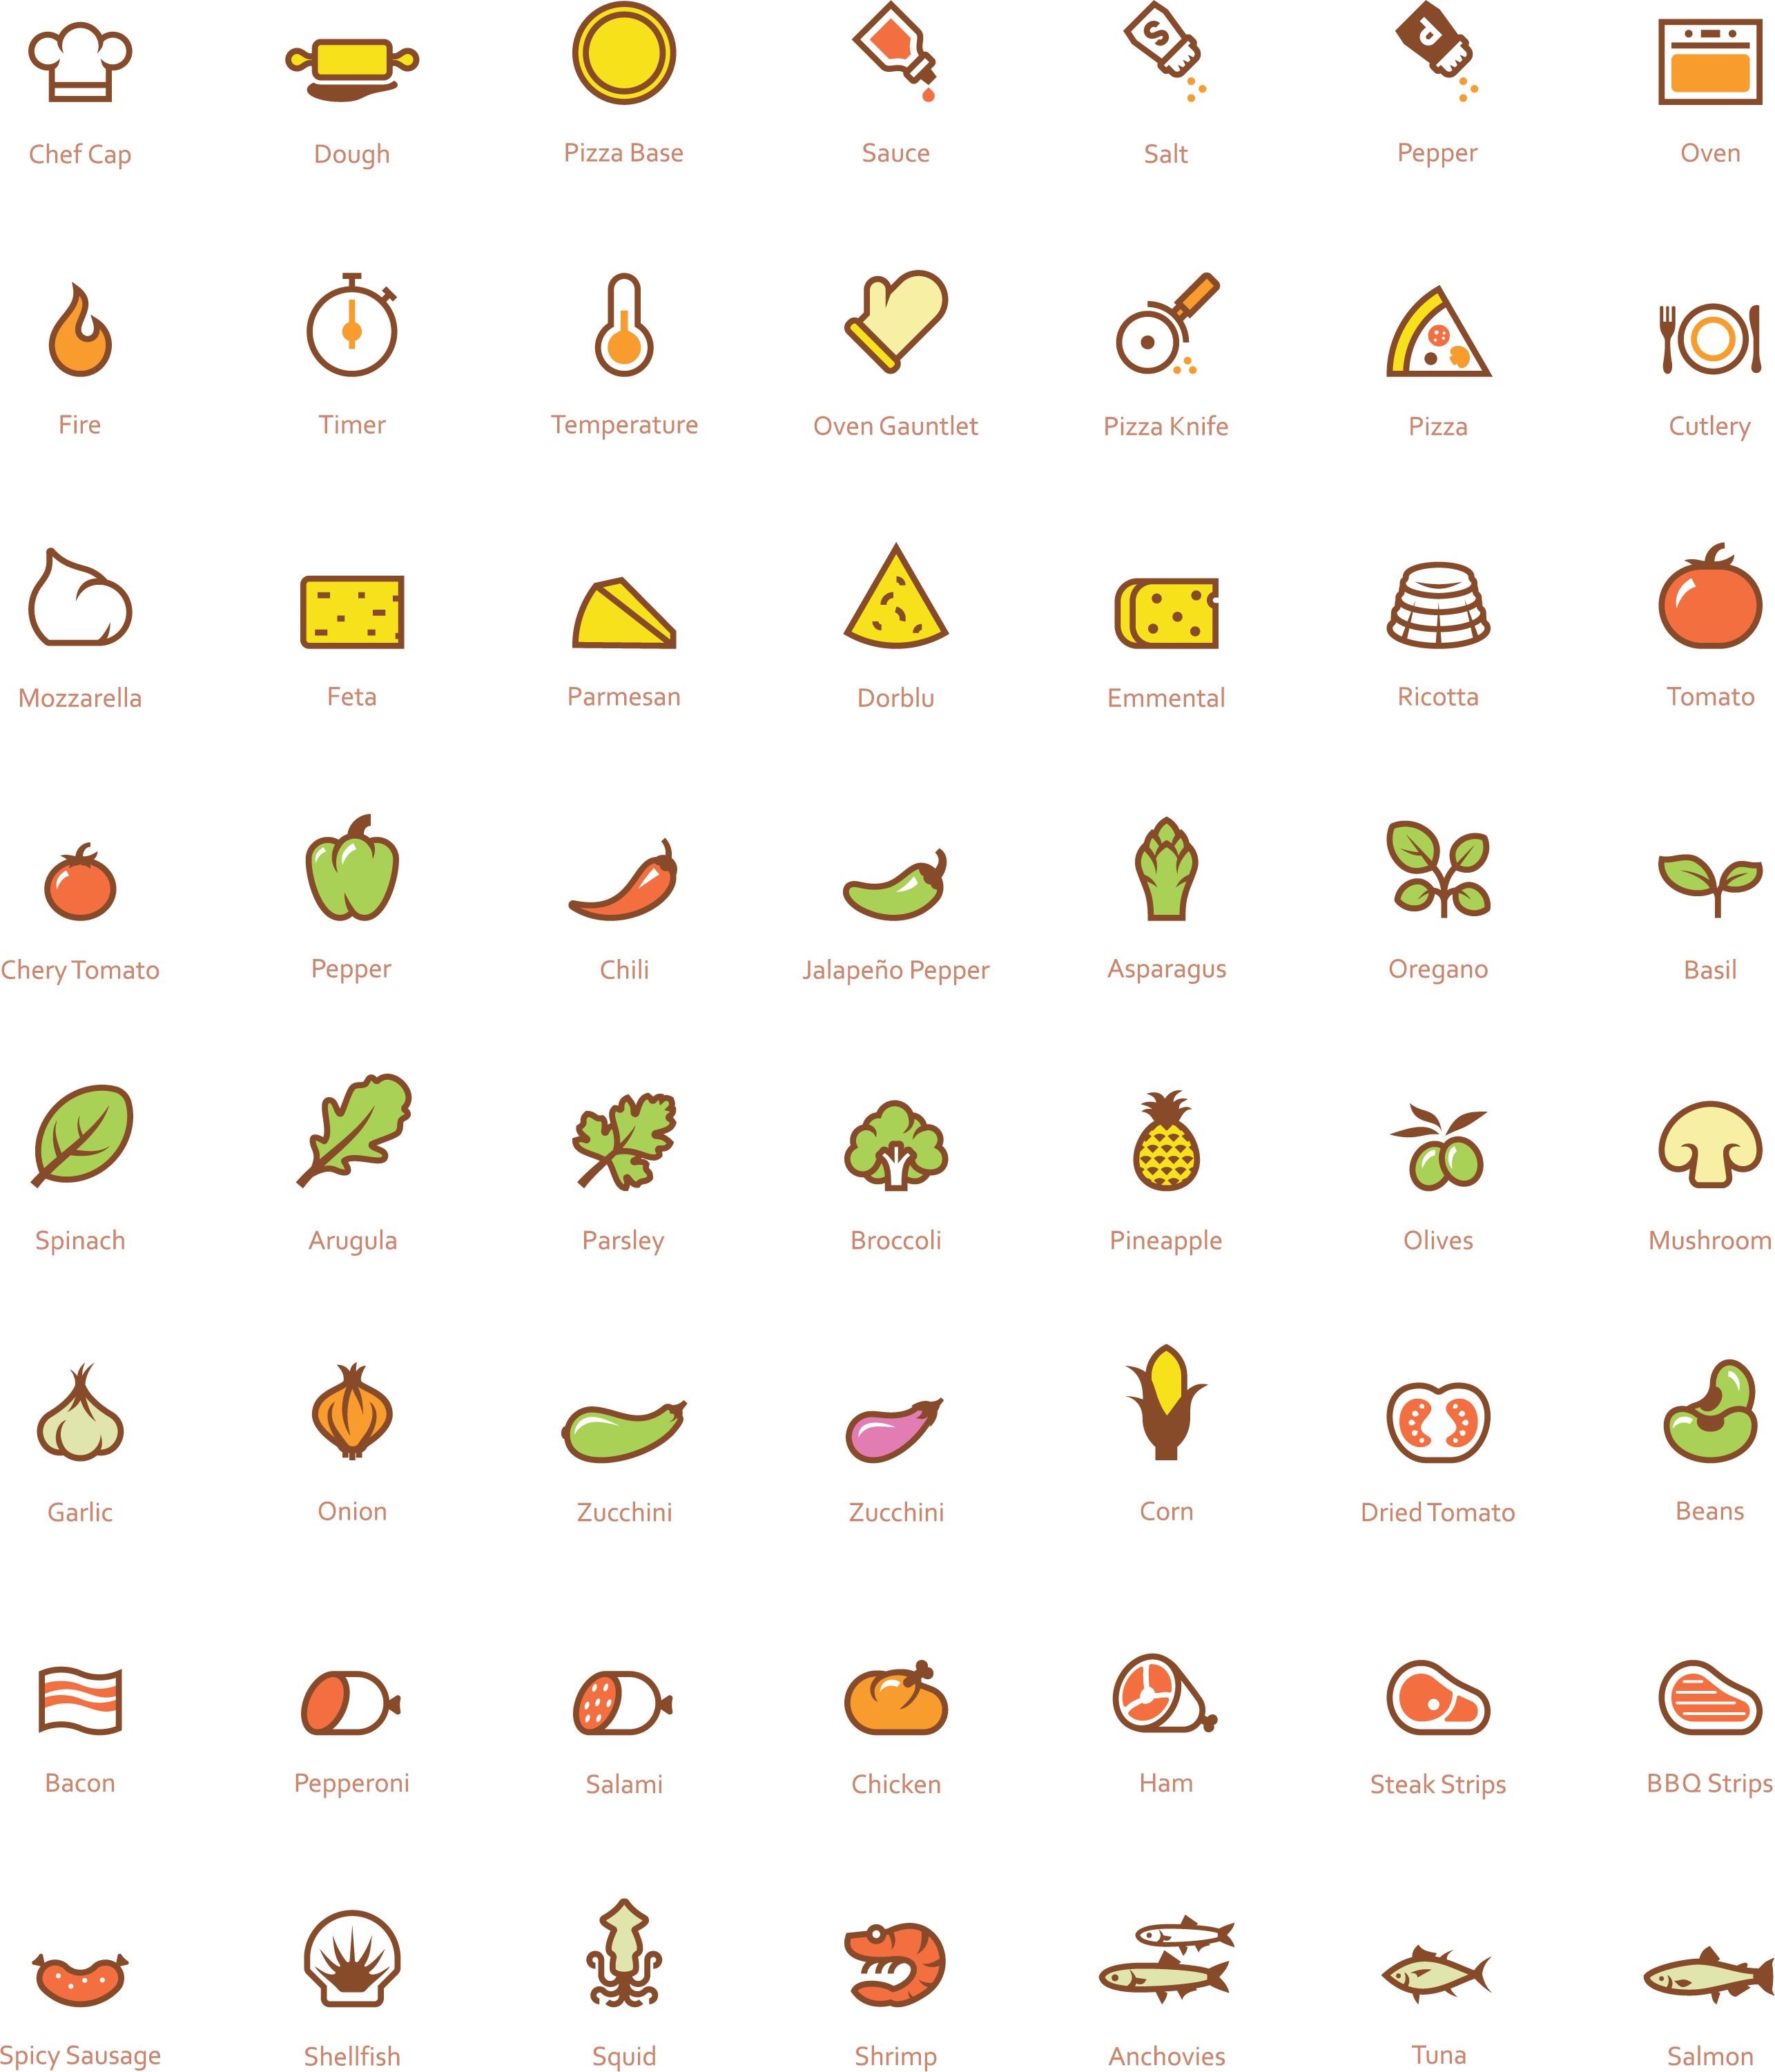 S
P
Chef Cap
Dough
Pizza Base
Sauce
Salt
Pepper
Oven
Fire
Timer
Temperature
Oven Gauntlet
Pizza Knife
Pizza
Cutlery
Mozzarella
Feta
Parmesan
Dorblu
Emmental
Ricotta
Tomato
Chery Tomato
Pepper
Chili
Jalapeño Pepper
Asparagus
Oregano
Basil
Spinach
Arugula
Parsley
Broccoli
Pineapple
Olives
Mushroom
Garlic
Onion
Zucchini
Zucchini
Corn
Dried Tomato
Beans
Bacon
Pepperoni
Salami
Chicken
Ham
Steak Strips
BBQ Strips
Spicy Sausage
Shellfish
Squid
Shrimp
Anchovies
Tuna
Salmon